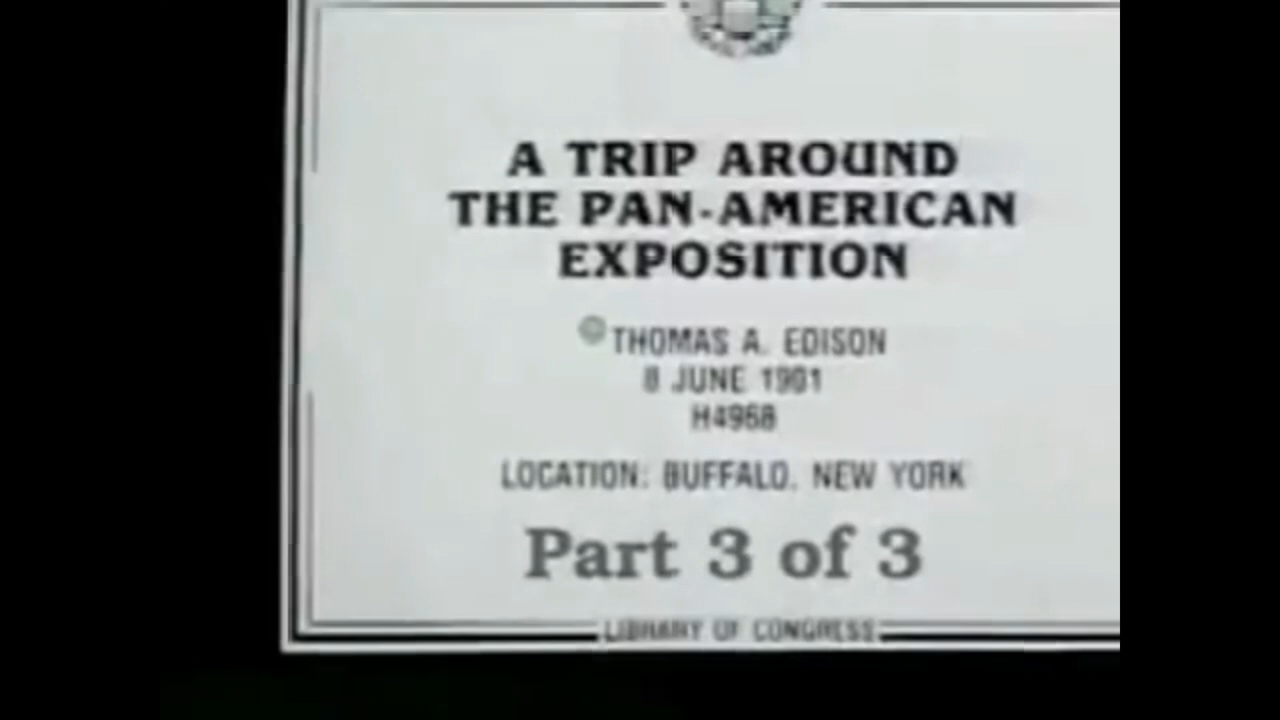 A TRIP AROUND
THE PAN-AMERICAN
EXPOSITION
© THOMAS A. EDISON
8 JUNE 1901
H4968
LOCATION: BUFFALO, NEW YORK
Part 3 of 3
LIBRARY OF CONGRESS